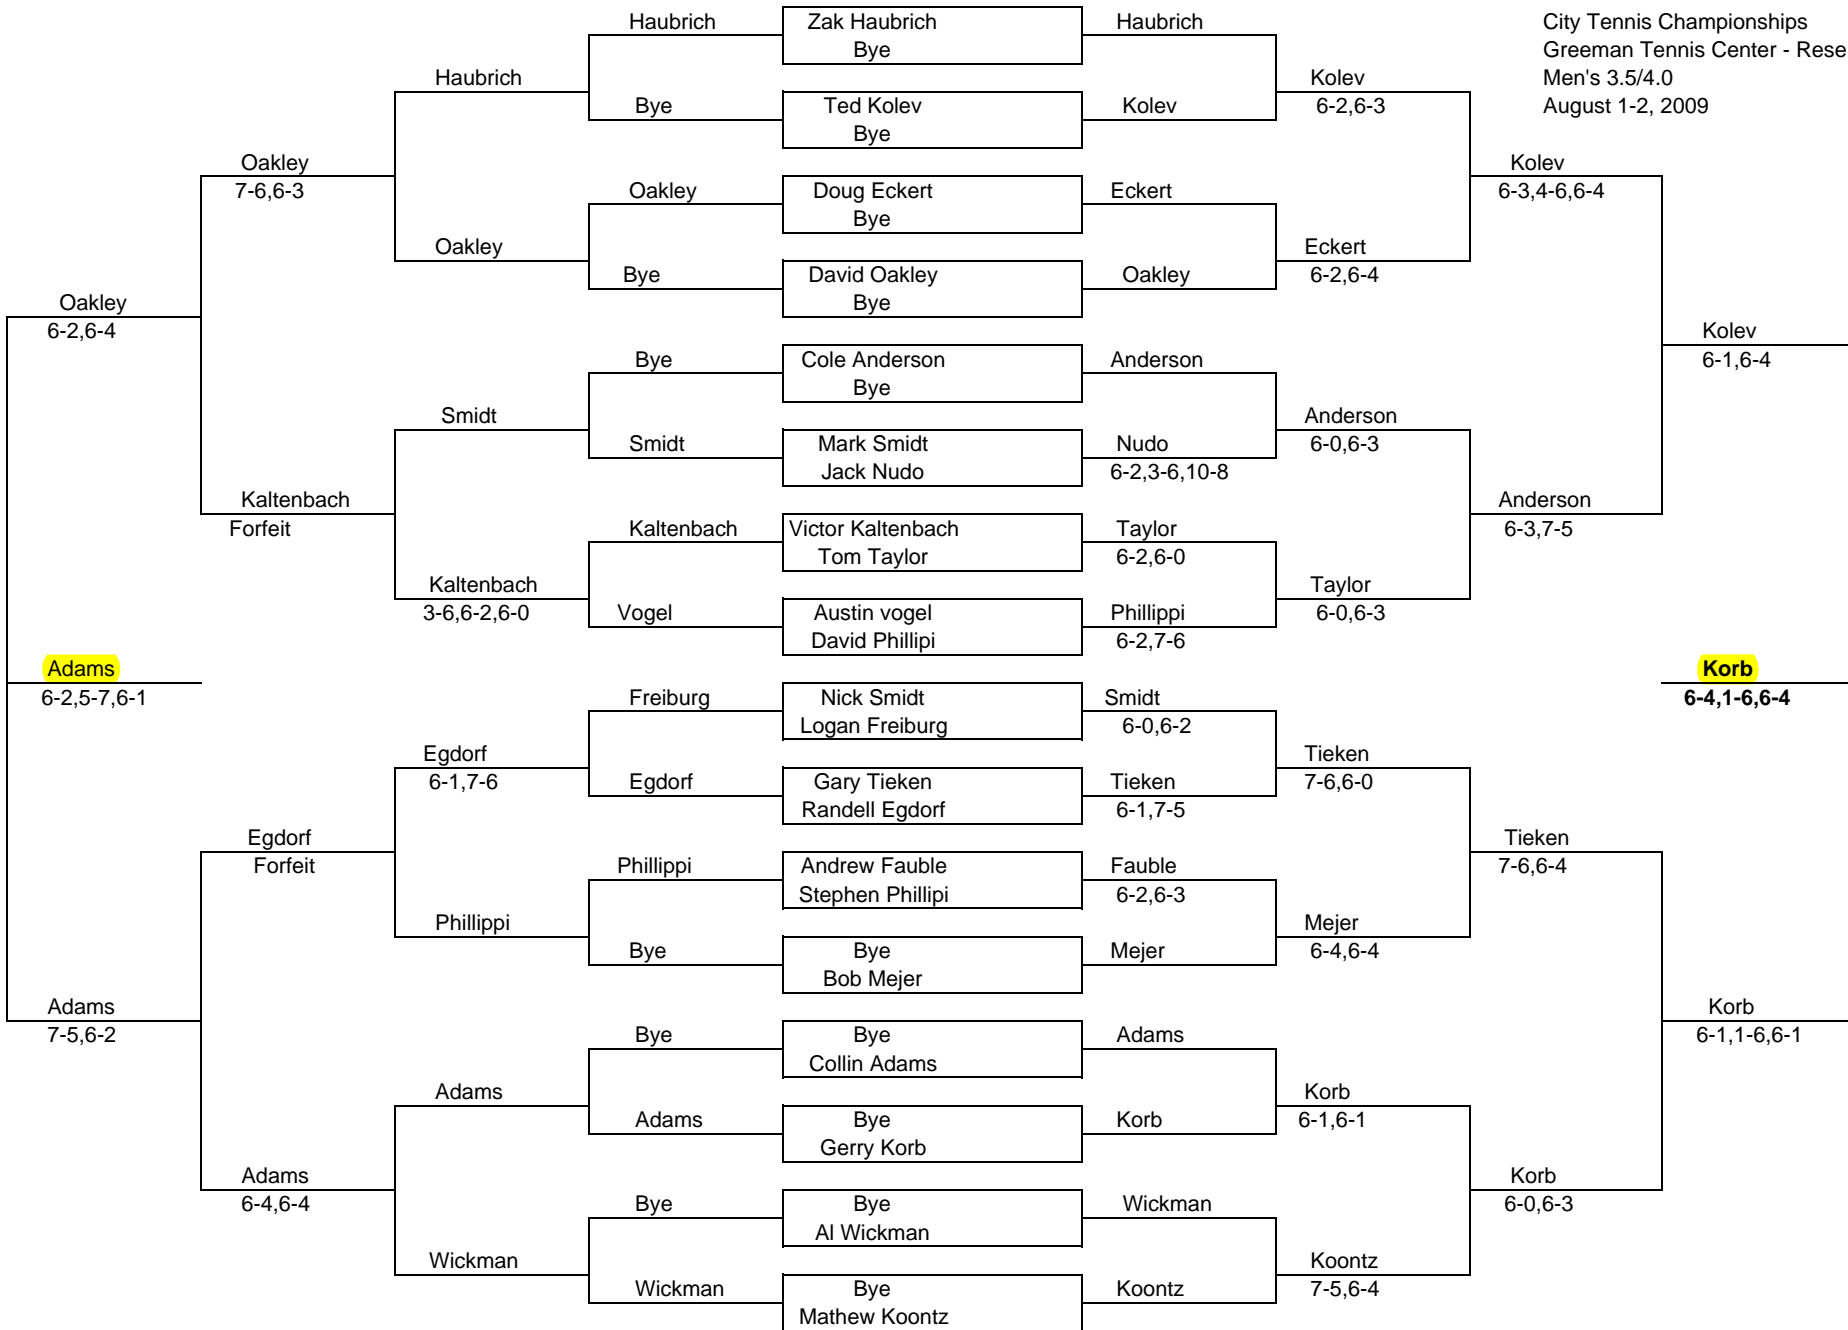 Haubrich Zak Haubrich Haubrich City Tennis Championships
Bye Greeman Tennis Center - Rese
Haubrich Kolev Men's 3.5/4.0
Bye Ted Kolev Kolev 6-2,6-3 August 1-2, 2009
Bye
Oakley Kolev
7-6,6-3 Oakley Doug Eckert Eckert 6-3,4-6,6-4
Bye
Oakley Eckert
Bye David Oakley Oakley 6-2,6-4
Oakley Bye
6-2,6-4 Kolev
Bye Cole Anderson Anderson 6-1,6-4
Bye
Smidt Anderson
Smidt Mark Smidt Nudo 6-0,6-3
Jack Nudo 6-2,3-6,10-8
Kaltenbach Anderson
Forfeit Kaltenbach Victor Kaltenbach Taylor 6-3,7-5
Tom Taylor 6-2,6-0
Kaltenbach Taylor
3-6,6-2,6-0 Vogel Austin vogel Phillippi 6-0,6-3
David Phillipi 6-2,7-6
Adams Korb
6-2,5-7,6-1 Freiburg Nick Smidt Smidt 6-4,1-6,6-4
Logan Freiburg 6-0,6-2
Egdorf Tieken
6-1,7-6 Egdorf Gary Tieken Tieken 7-6,6-0
Randell Egdorf 6-1,7-5
Egdorf Tieken
Forfeit Phillippi Andrew Fauble Fauble 7-6,6-4
Stephen Phillipi 6-2,6-3
Phillippi Mejer
Bye Bye Mejer 6-4,6-4
Bob Mejer
Adams Korb
7-5,6-2 Bye Bye Adams 6-1,1-6,6-1
Collin Adams
Adams Korb
Adams Bye Korb 6-1,6-1
Gerry Korb
Adams Korb
6-4,6-4 Bye Bye Wickman 6-0,6-3
Al Wickman
Wickman Koontz
Wickman Bye Koontz 7-5,6-4
Mathew Koontz